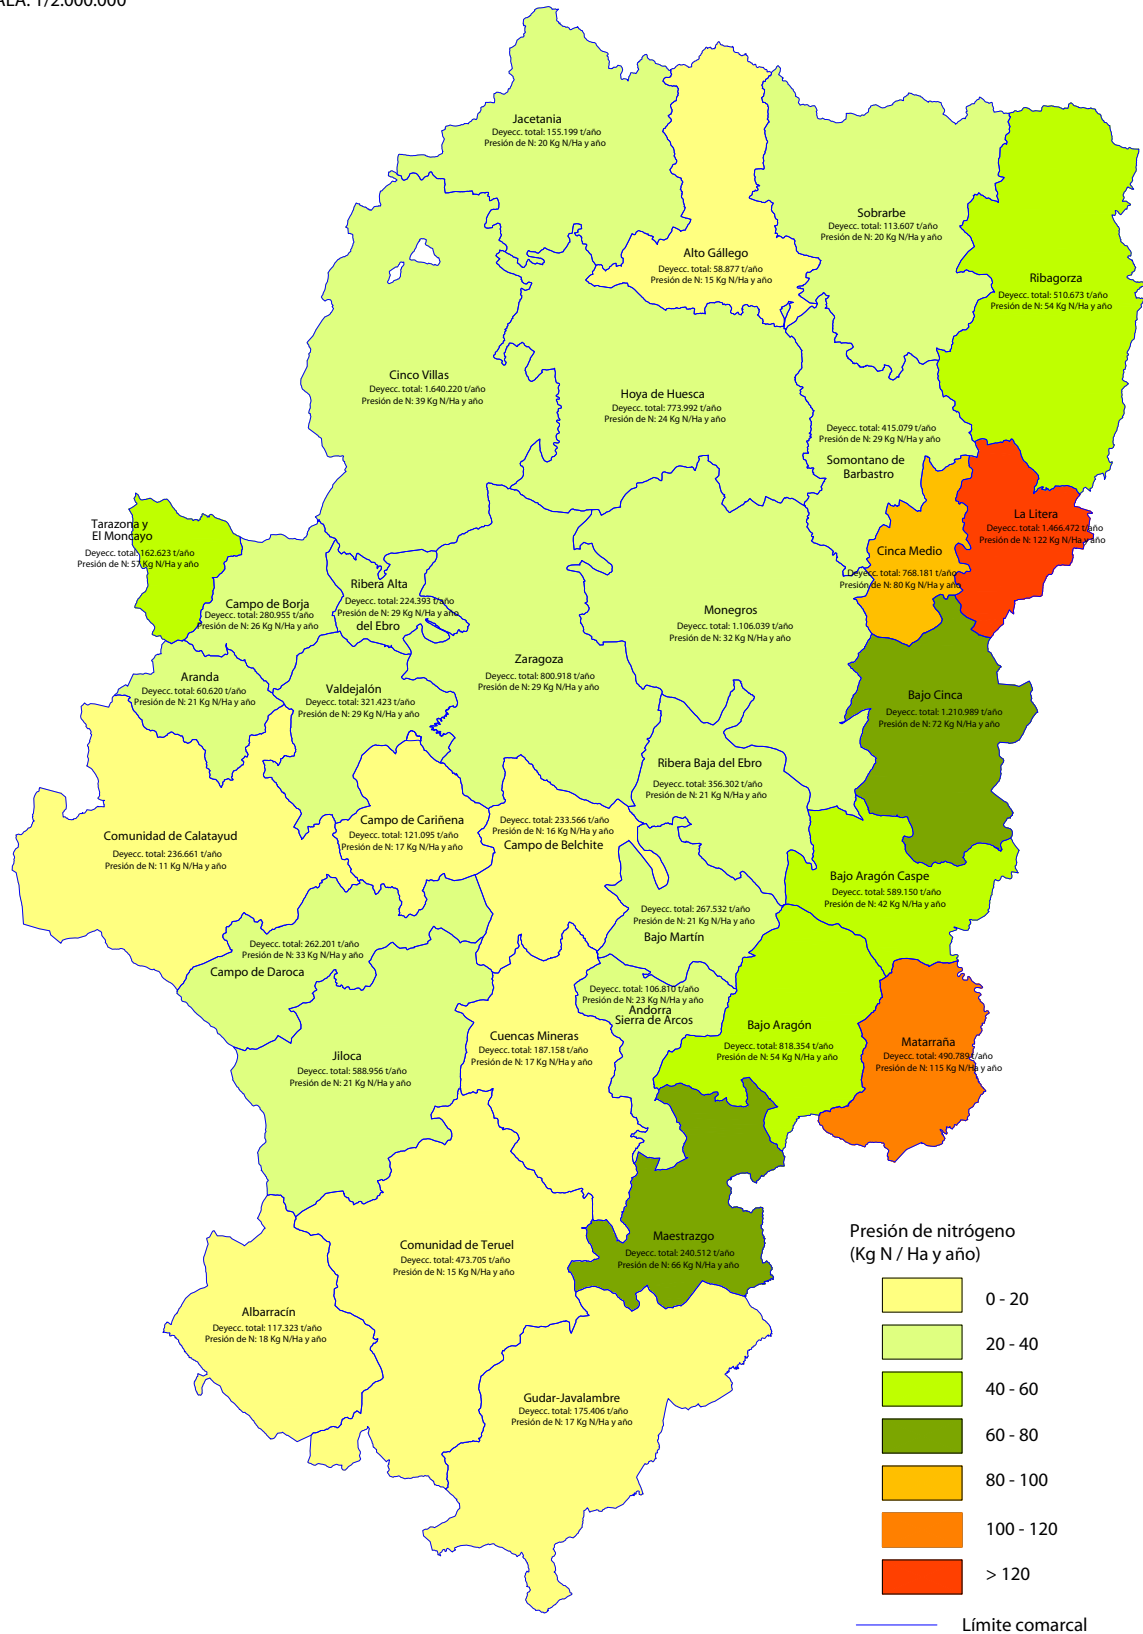 1/2.000.000
Jacetania
Deyecc. total: 155.199 t/año
Presión de N: 20 Kg N/Ha y año
Alto Gállego
Deyecc. total: 58.877 t/año
Presión de N: 15 Kg N/Ha y año
Sobrarbe
Deyecc. total: 113.607 t/año
Presión de N: 20 Kg N/Ha y año
Ribagorza
Deyecc. total: 510.673 t/año
Presión de N: 54 Kg N/Ha y año
Cinco Villas
Deyecc. total: 1.640.220 t/año
Presión de N: 39 Kg N/Ha y año
Hoya de Huesca
Deyecc. total: 773.992 t/año
Presión de N: 24 Kg N/Ha y año
Deyecc. total: 415.079 t/año
Presión de N: 29 Kg N/Ha y año
Somontano de
Barbastro
La Litera
Deyecc. total: 1.466.472 t/año
Presión de N: 122 Kg N/Ha y año
Cinca Medio
Deyecc. total: 768.181 t/año
Presión de N: 80 Kg N/Ha y año
Tarazona y
El Moncayo
Deyecc. total: 162.623 t/año
Presión de N: 57 Kg N/Ha y año
Campo de Borja
Deyecc. total: 280.955 t/año
Presión de N: 26 Kg N/Ha y año
Ribera Alta
Deyecc. total: 224.393 t/año
Presión de N: 29 Kg N/Ha y año
del Ebro
Monegros
Deyecc. total: 1.106.039 t/año
Presión de N: 32 Kg N/Ha y año
Zaragoza
Deyecc. total: 800.918 t/año
Presión de N: 29 Kg N/Ha y año
Aranda
Deyecc. total: 60.620 t/año
Presión de N: 21 Kg N/Ha y año
Valdejalón
Deyecc. total: 321.423 t/año
Presión de N: 29 Kg N/Ha y año
Bajo Cinca
Deyecc. total: 1.210.989 t/año
Presión de N: 72 Kg N/Ha y año
Ribera Baja del Ebro
Deyecc. total: 356.302 t/año
Presión de N: 21 Kg N/Ha y año
Comunidad de Calatayud
Deyecc. total: 236.661 t/año
Presión de N: 11 Kg N/Ha y año
Campo de Cariñena
Deyecc. total: 121.095 t/año
Presión de N: 17 Kg N/Ha y año
Deyecc. total: 233.566 t/año
Presión de N: 16 Kg N/Ha y año
Campo de Belchite
Bajo Aragón Caspe
Deyecc. total: 589.150 t/año
Presión de N: 42 Kg N/Ha y año
Deyecc. total: 267.532 t/año
Presión de N: 21 Kg N/Ha y año
Bajo Martín
Deyecc. total: 262.201 t/año
Presión de N: 33 Kg N/Ha y año
Campo de Daroca
Deyecc. total: 106.810 t/año
Presión de N: 23 Kg N/Ha y año
Andorra
Sierra de Arcos
Bajo Aragón
Deyecc. total: 818.354 t/año
Presión de N: 54 Kg N/Ha y año
Matarraña
Deyecc. total: 490.789 t/año
Presión de N: 115 Kg N/Ha y año
Cuencas Mineras
Deyecc. total: 187.158 t/año
Presión de N: 17 Kg N/Ha y año
Jiloca
Deyecc. total: 588.956 t/año
Presión de N: 21 Kg N/Ha y año
Maestrazgo
Deyecc. total: 240.512 t/año
Presión de N: 66 Kg N/Ha y año
Comunidad de Teruel
Deyecc. total: 473.705 t/año
Presión de N: 15 Kg N/Ha y año
Albarracín
Deyecc. total: 117.323 t/año
Presión de N: 18 Kg N/Ha y año
Gudar-Javalambre
Deyecc. total: 175.406 t/año
Presión de N: 17 Kg N/Ha y año
Presión de nitrógeno
(Kg N / Ha y año)
0 - 20
20 - 40
40 - 60
60 - 80
80 - 100
100 - 120
> 120
Límite comarcal